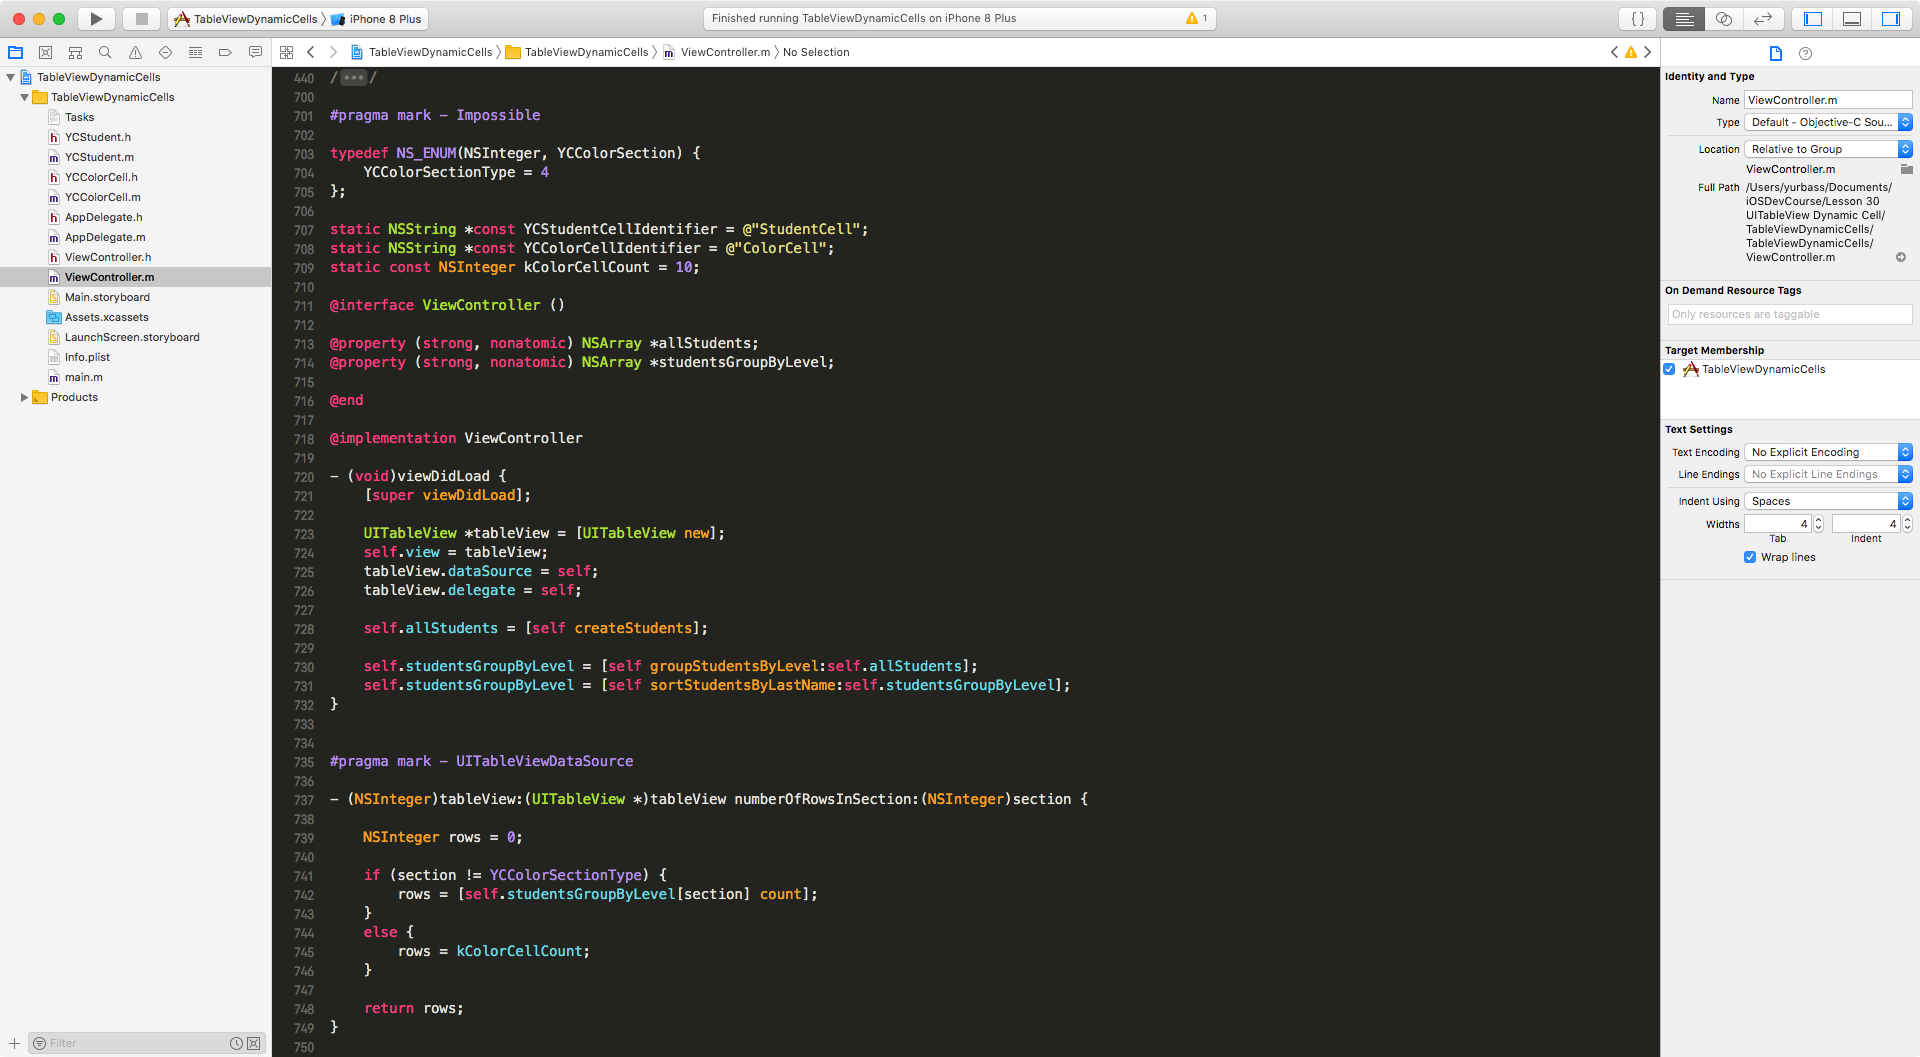 TableViewDynamicCells
iPhone 8 Plus
Finished running TableViewDynamicCells on iPhone 8 Plus
1
{ }
TableViewDynamicCells
TableViewDynamicCells
ViewController.m
No Selection
TableViewDynamicCells
TableViewDynamicCells
Tasks
h YCStudent.h
m YCStudent.m
h YCColorCell.h
m YCColorCell.m
h AppDelegate.h
m AppDelegate.m
h ViewController.h
m ViewController.m
Main.storyboard
Assets.xcassets
LaunchScreen.storyboard
Info.plist
m main.m
Products
Filter
440 /•••/
700
701 #pragma mark – Impossible
702
703 typedef NS_ENUM(NSInteger, YCColorSection) {
704     YCColorSectionType = 4
705 };
706
707 static NSString *const YCStudentCellIdentifier = @"StudentCell";
708 static NSString *const YCColorCellIdentifier = @"ColorCell";
709 static const NSInteger kColorCellCount = 10;
710
711 @interface ViewController ()
712
713 @property (strong, nonatomic) NSArray *allStudents;
714 @property (strong, nonatomic) NSArray *studentsGroupByLevel;
715
716 @end
717
718 @implementation ViewController
719
720 – (void)viewDidLoad {
721     [super viewDidLoad];
722
723     UITableView *tableView = [UITableView new];
724     self.view = tableView;
725     tableView.dataSource = self;
726     tableView.delegate = self;
727
728     self.allStudents = [self createStudents];
729
730     self.studentsGroupByLevel = [self groupStudentsByLevel:self.allStudents];
731     self.studentsGroupByLevel = [self sortStudentsByLastName:self.studentsGroupByLevel];
732 }
733
734
735 #pragma mark – UITableViewDataSource
736
737 – (NSInteger)tableView:(UITableView *)tableView numberOfRowsInSection:(NSInteger)section {
738
739     NSInteger rows = 0;
740
741     if (section != YCColorSectionType) {
742         rows = [self.studentsGroupByLevel[section] count];
743     }
744     else {
745         rows = kColorCellCount;
746     }
747
748     return rows;
749 }
750
Identity and Type
Name ViewController.m
Type Default - Objective-C Sou...
Location Relative to Group
ViewController.m
Full Path /Users/yurbass/Documents/
iOSDevCourse/Lesson 30
UITableView Dynamic Cell/
TableViewDynamicCells/
TableViewDynamicCells/
ViewController.m
On Demand Resource Tags
Only resources are taggable
Target Membership
TableViewDynamicCells
Text Settings
Text Encoding No Explicit Encoding
Line Endings No Explicit Line Endings
Indent Using Spaces
Widths 4 4
Tab Indent
Wrap lines